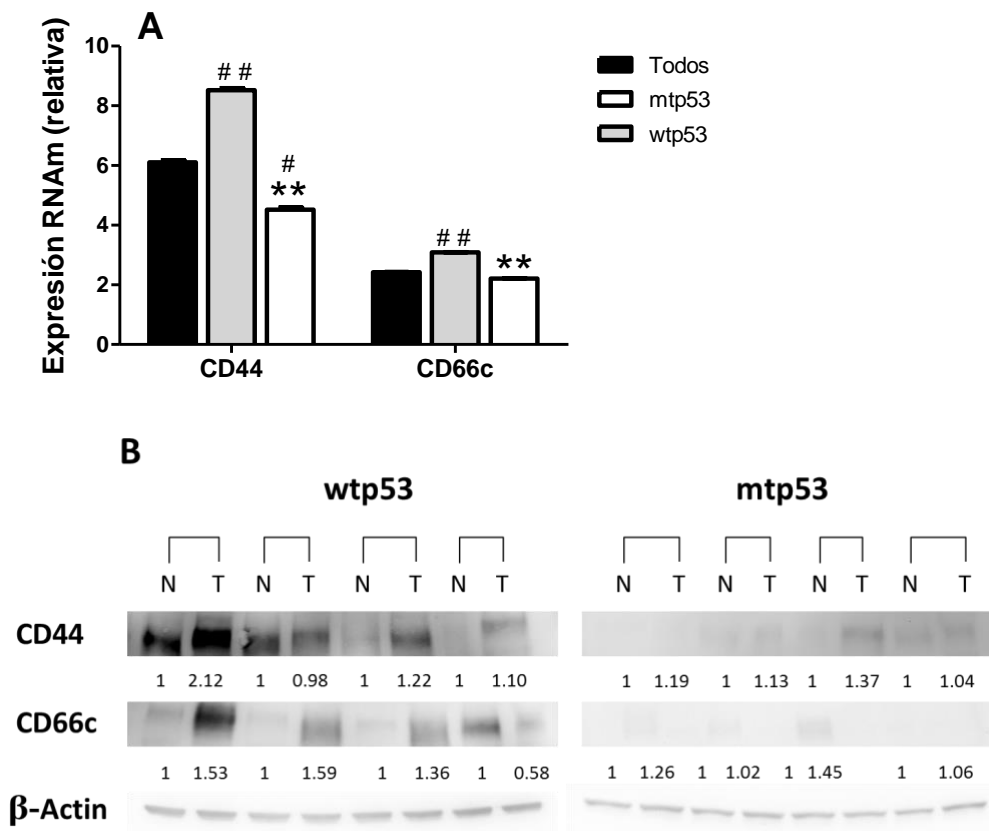 A
Expresión RNAm (relativa)
10
8
6
4
2
0
# #
#
**
# #
**
CD44 CD66c
Todos
mtp53
wtp53
B
wtp53 mtp53
N T N T N T N T N T N T N T N T
CD44
1 2.12 1 0.98 1 1.22 1 1.10 1 1.19 1 1.13 1 1.37 1 1.04
CD66c
1 1.53 1 1.59 1 1.36 1 0.58 1 1.26 1 1.02 1 1.45 1 1.06
β-Actin